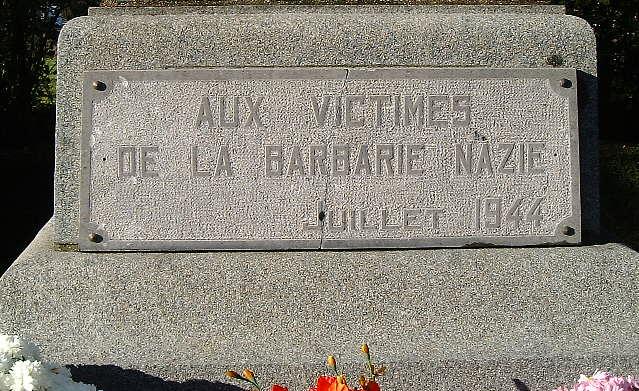 AUX VICTIMES
DE LA BARBARIE NAZIE
JUILLET 1944